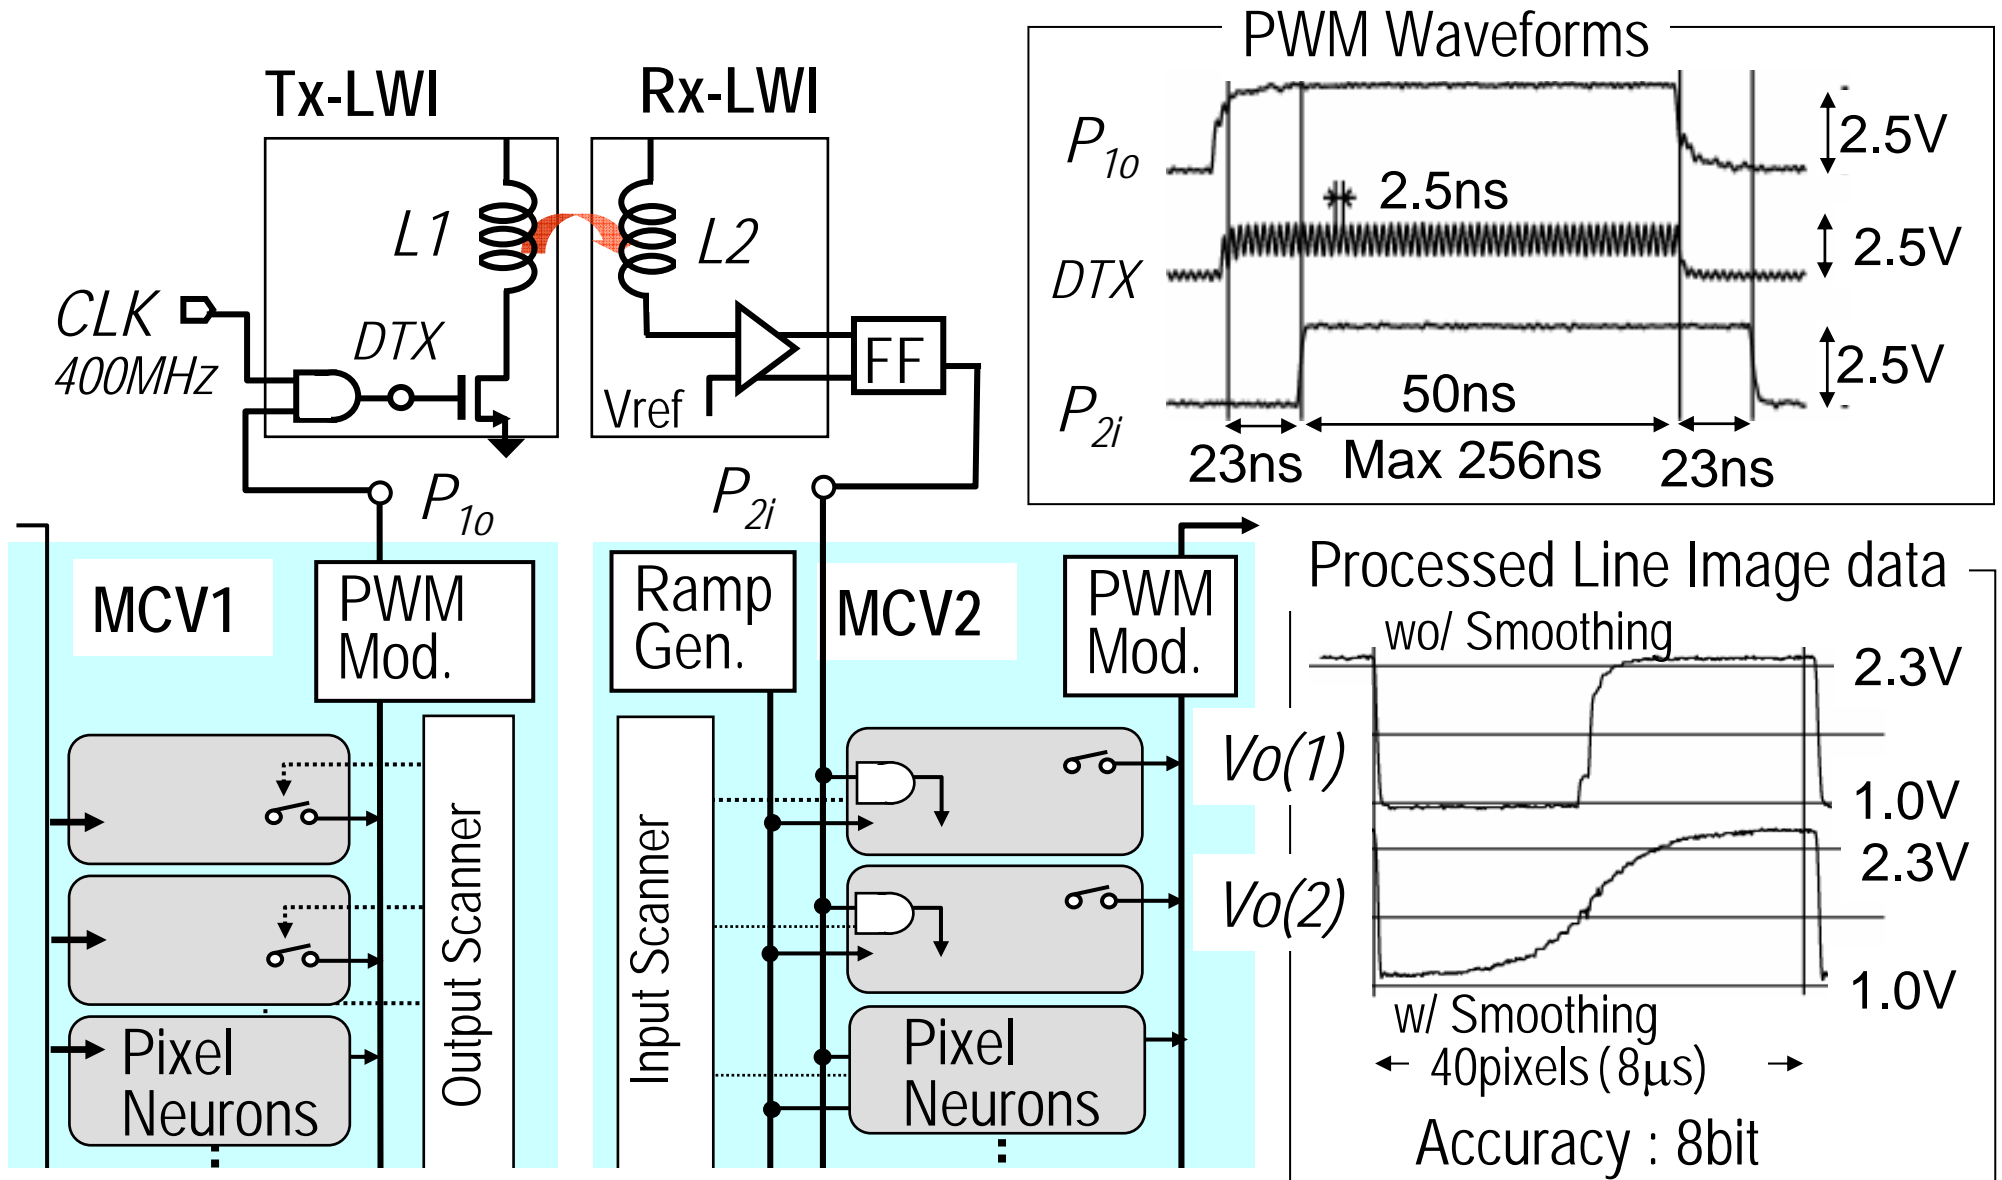 Tx-LWI
Rx-LWI
L1
L2
CLK
400MHz
DTX
Vref
FF
P1o
P2i
MCV1
PWM
Mod.
Output Scanner
Pixel
Neurons
Ramp
Gen.
MCV2
PWM
Mod.
Input Scanner
Pixel
Neurons
PWM Waveforms
P1o
2.5V
2.5ns
DTX
2.5V
P2i
2.5V
50ns
23ns
Max 256ns
23ns
Processed Line Image data
wo/ Smoothing
2.3V
Vo(1)
1.0V
2.3V
Vo(2)
1.0V
w/ Smoothing
40pixels (8μs)
Accuracy : 8bit